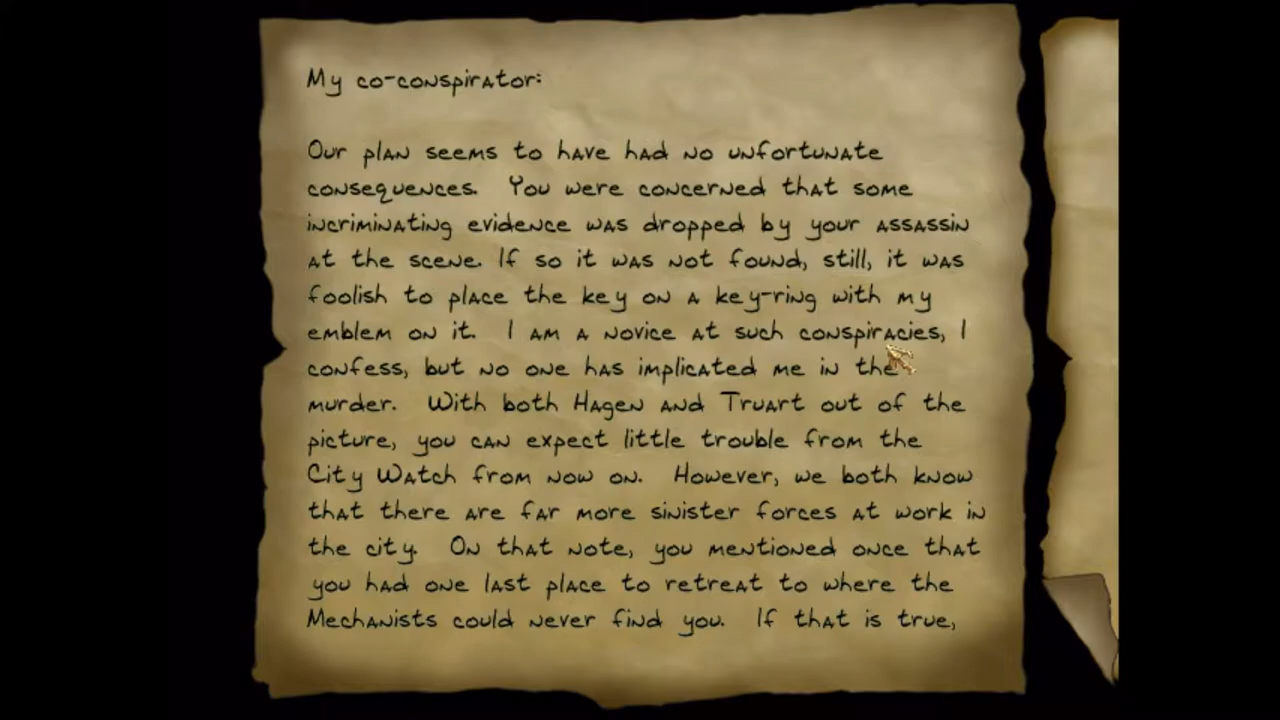 My co-conspirator:
Our plan seems to have had no unfortunate
consequences. You were concerned that some
incriminating evidence was dropped by your assassin
at the scene. If so it was not found, still, it was
foolish to place the key on a key-ring with my
emblem on it. I am a novice at such conspiracies, I
confess, but no one has implicated me in the
murder. With both Hagen and Truart out of the
picture, you can expect little trouble from the
City Watch from now on. However, we both know
that there are far more sinister forces at work in
the city. On that note, you mentioned once that
you had one last place to retreat to where the
Mechanists could never find you. If that is true,